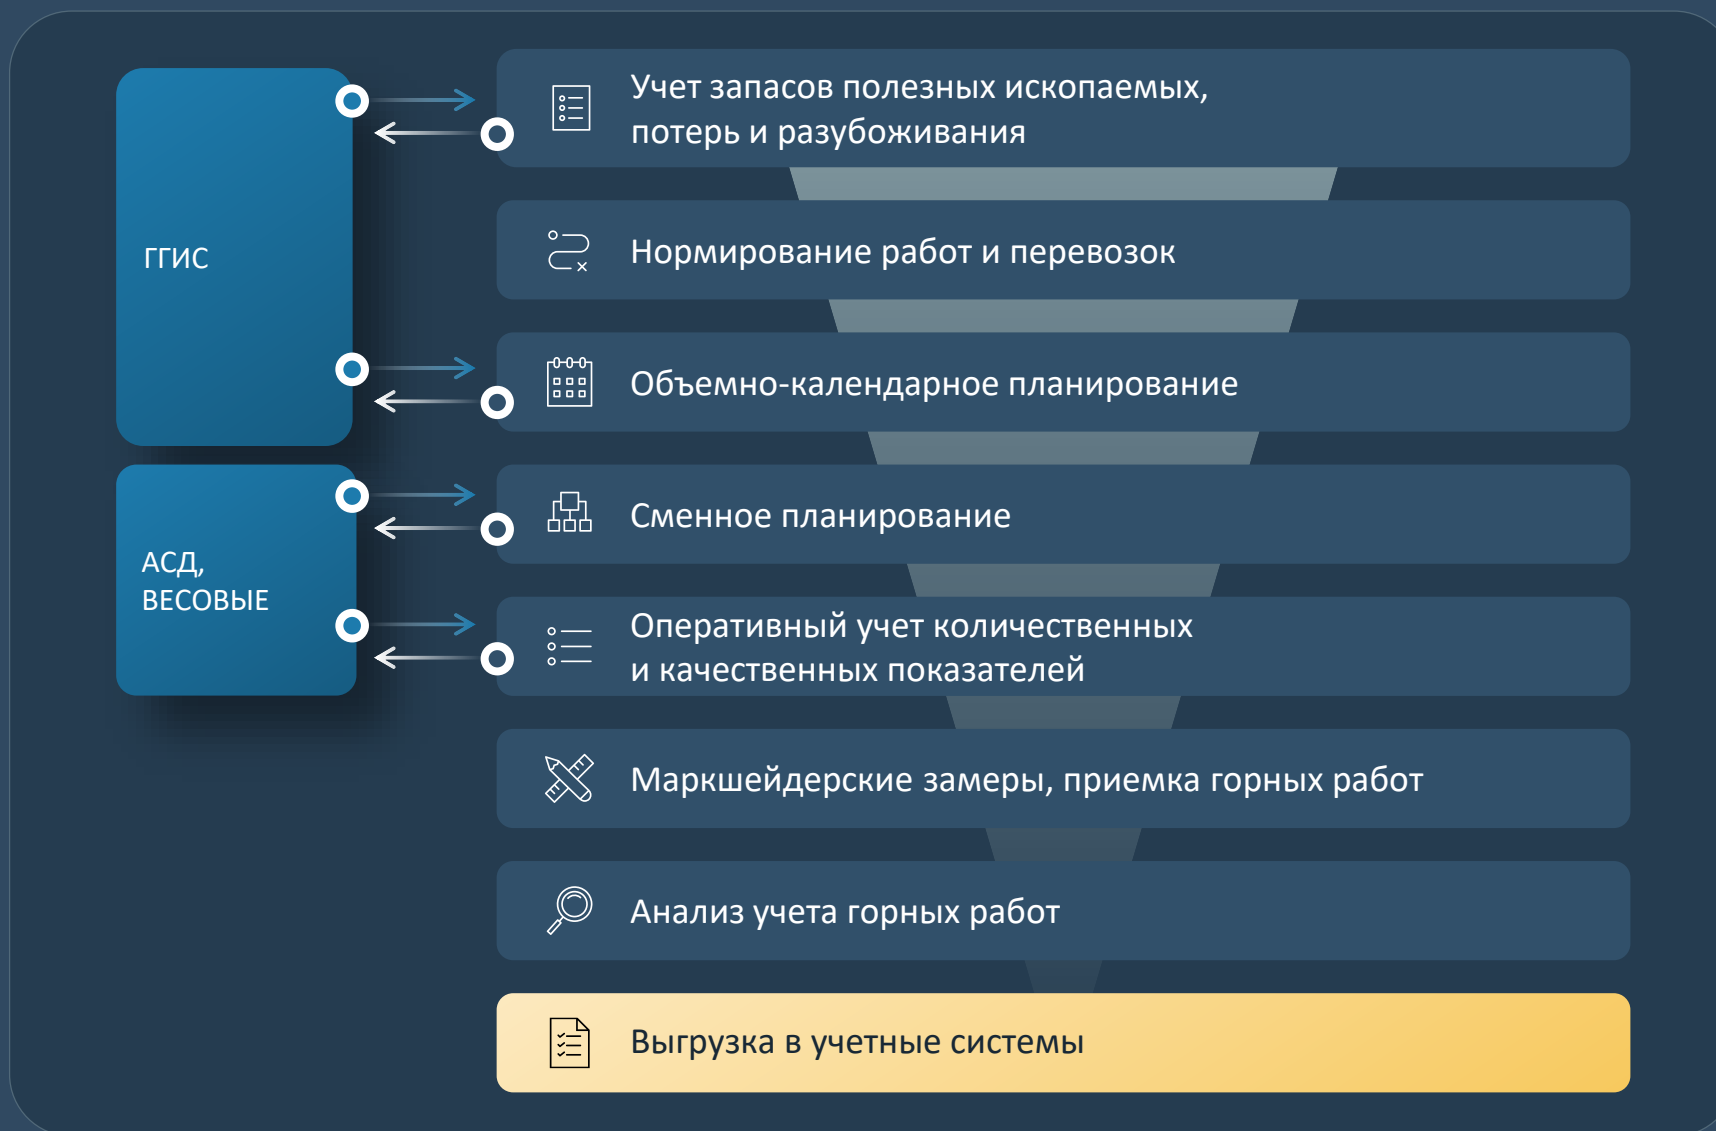 ГГИС
АСД,
ВЕСОВЫЕ
Учет запасов полезных ископаемых,
потерь и разубоживания
Нормирование работ и перевозок
Объемно-календарное планирование
Сменное планирование
Оперативный учет количественных
и качественных показателей
Маркшейдерские замеры, приемка горных работ
Анализ учета горных работ
Выгрузка в учетные системы